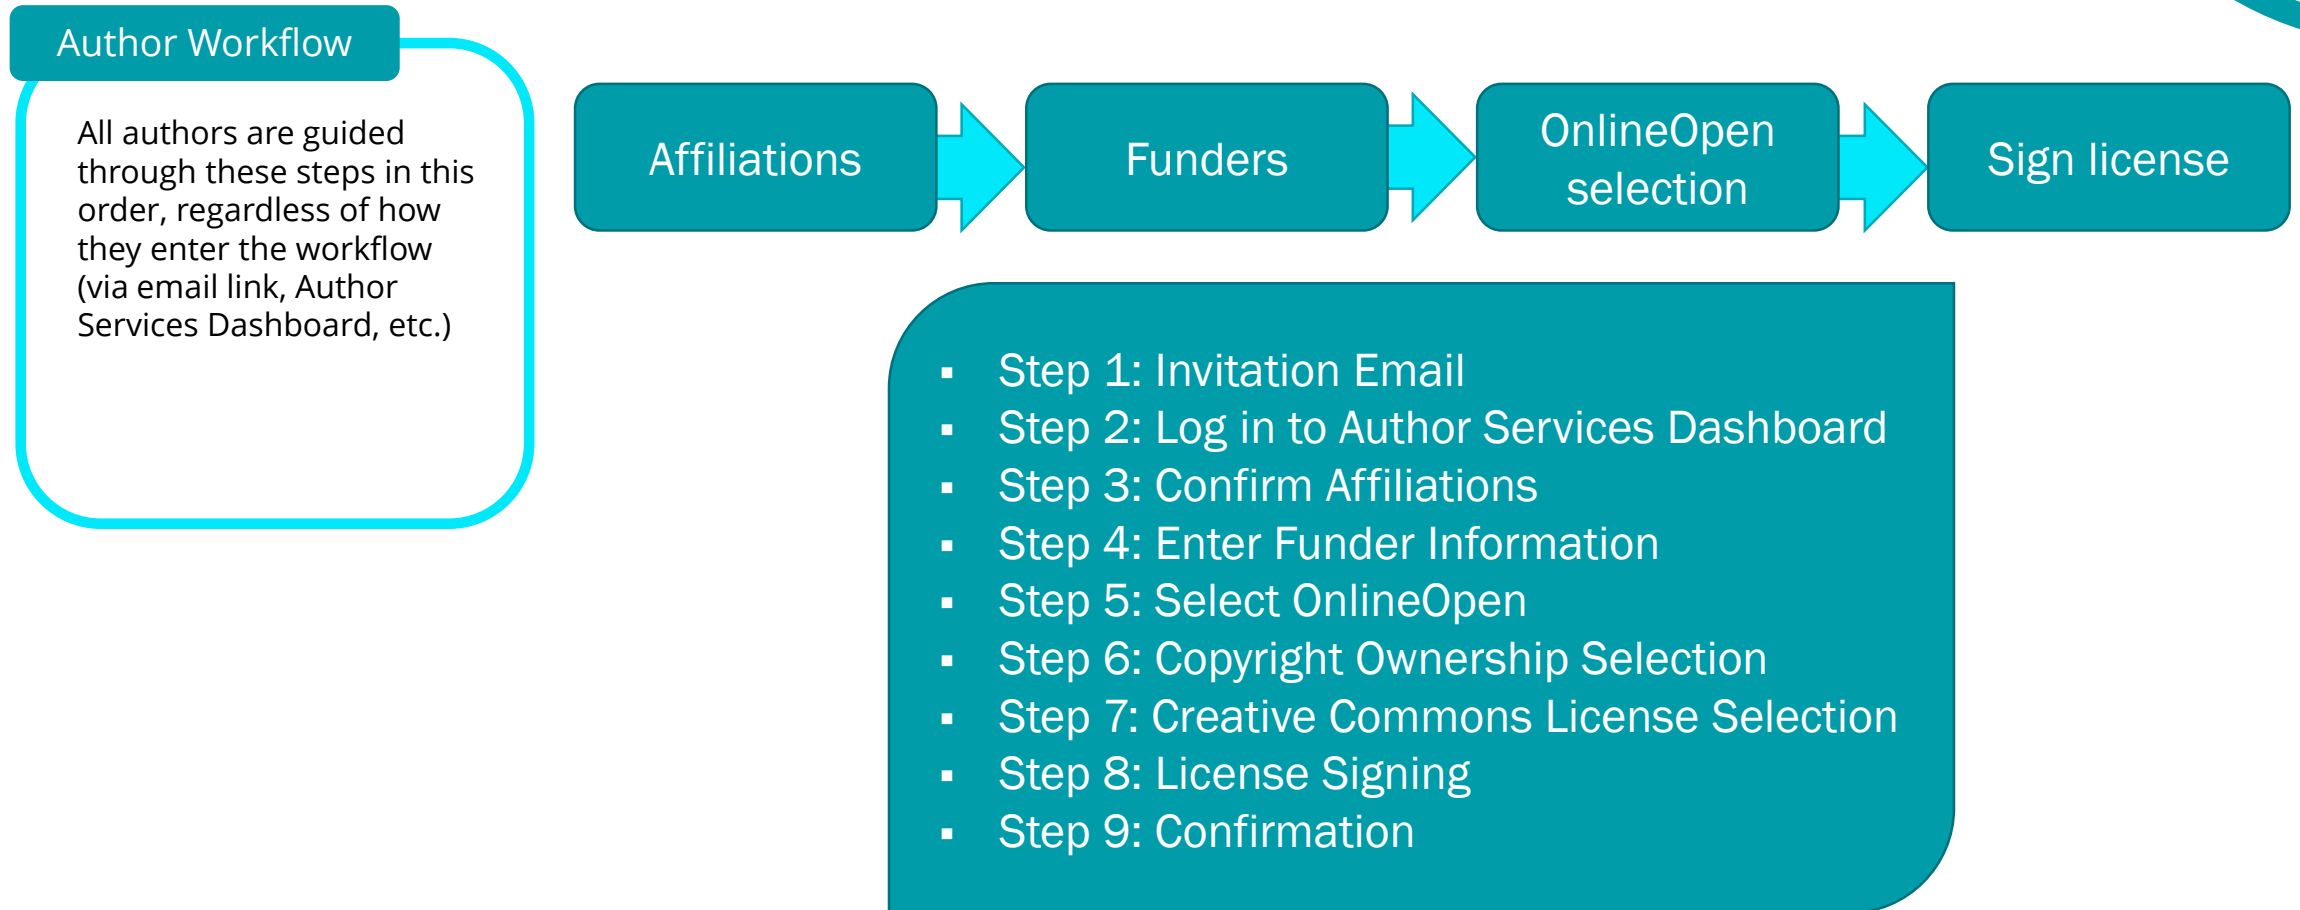 Author Workflow
All authors are guided
through these steps in this
order, regardless of how
they enter the workflow
(via email link, Author
Services Dashboard, etc.)
Affiliations
Funders
OnlineOpen
selection
Sign license
▪ Step 1: Invitation Email
▪ Step 2: Log in to Author Services Dashboard
▪ Step 3: Confirm Affiliations
▪ Step 4: Enter Funder Information
▪ Step 5: Select OnlineOpen
▪ Step 6: Copyright Ownership Selection
▪ Step 7: Creative Commons License Selection
▪ Step 8: License Signing
▪ Step 9: Confirmation